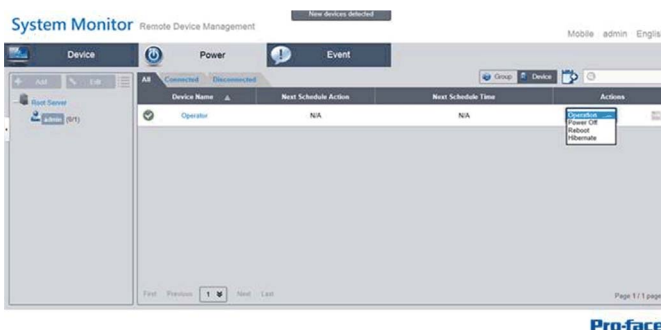 New devices detected
System Monitor Remote Device Management
Mobile admin Englis
Device Power Event
Add Edit All Connected Disconnected Group Device
Root Server
admin (0/1)
Device Name Next Schedule Action Next Schedule Time Actions
Operator N/A N/A Operation
Power Off
Reboot
Hibernate
First Previous 1 Next Last
Page 1 / 1 page
Pro-face